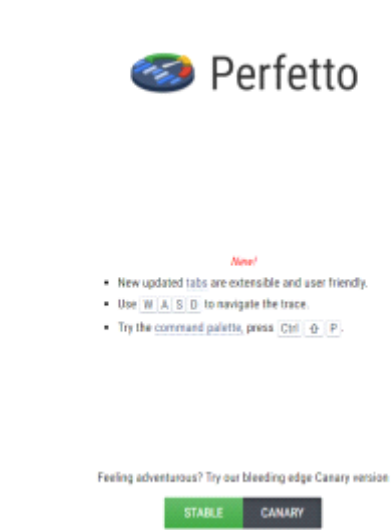 Perfetto
New!
New updated tabs are extensible and user friendly.
Use W A S D to navigate the trace.
Try the command palette, press Ctrl ⇧ P.
Feeling adventurous? Try our bleeding edge Canary version
STABLE CANARY